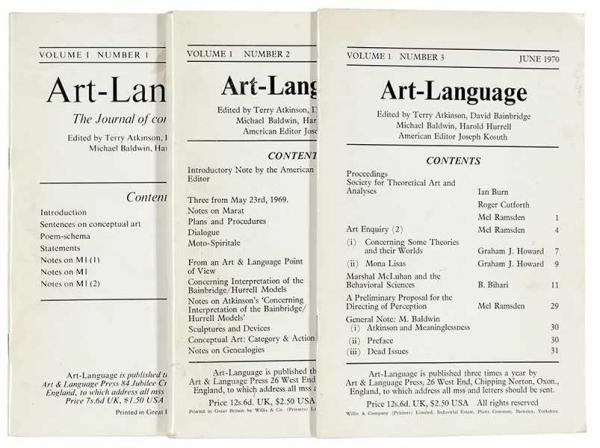 VOLUME 1 NUMBER 1
Art-Lan
The Journal of con
Edited by Terry Atkinson,
Michael Baldwin, Ha
Conten
Introduction
Sentences on conceptual art
Poem-schema
Statements
Notes on M1 (1)
Notes on M1
Notes on M1 (2)
Art-Language is published t
Art & Language Press 84 Jubilee Cr
England, to which address all mss
Price 7s.6d UK, $1.50 USA
Printed in Great
VOLUME 1 NUMBER 2
Art-Lang
Edited by Terry Atkinson, D
Michael Baldwin, Har
American Editor Jose
CONTENT
Introductory Note by the American
Editor
Three from May 23rd, 1969.
Notes on Marat
Plans and Procedures
Dialogue
Moto-Spiritale
From an Art & Language Point
of View
Concerning Interpretation of the
Bainbridge/Hurrell Models
Notes on Atkinson's 'Concerning
Interpretation of the Bainbridge/
Hurrell Models'
Sculptures and Devices
Conceptual Art: Category & Action
Notes on Genealogies
Art-Language is published th
Art & Language Press, 26 West End
England, to which address all mss a
Price 12s.6d. UK, $2.50 USA
Printed in Great Britain by Willis & Co. (Printers) L
VOLUME 1 NUMBER 3 JUNE 1970
Art-Language
Edited by Terry Atkinson, David Bainbridge
Michael Baldwin, Harold Hurrell
American Editor Joseph Kosuth
CONTENTS
Proceedings
Society for Theoretical Art and
Analyses Ian Burn
Roger Cutforth
Mel Ramsden 1
Art Enquiry (2) Mel Ramsden 4
(i) Concerning Some Theories
and their Worlds Graham J. Howard 7
(ii) Mona Lisas Graham J. Howard 9
Marshal McLuhan and the
Behavioral Sciences B. Bihari 11
A Preliminary Proposal for the
Directing of Perception Mel Ramsden 29
General Note: M. Baldwin
(i) Atkinson and Meaninglessness 30
(ii) Preface 30
(iii) Dead Issues 31
Art-Language is published three times a year by
Art & Language Press, 26 West End, Chipping Norton, Oxon.,
England, to which address all mss and letters should be sent.
Price 12s.6d. UK, $2.50 USA All rights reserved
Willis & Company (Printers) Limited, Industrial Estate, Plum Common, Bewsey, Yorkshire.